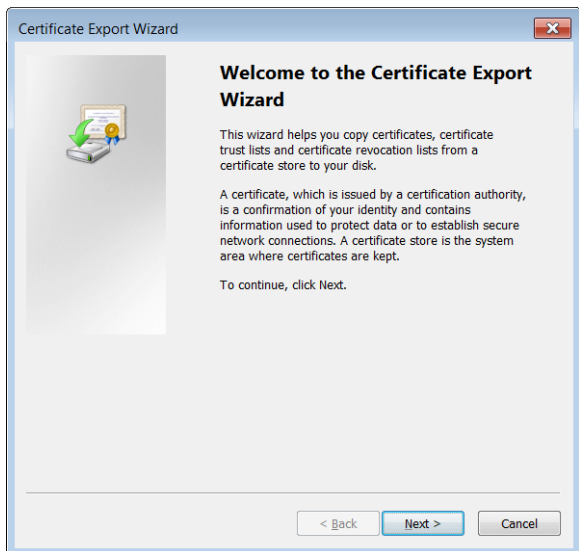 Certificate Export Wizard
Welcome to the Certificate Export
Wizard
This wizard helps you copy certificates, certificate
trust lists and certificate revocation lists from a
certificate store to your disk.
A certificate, which is issued by a certification authority,
is a confirmation of your identity and contains
information used to protect data or to establish secure
network connections. A certificate store is the system
area where certificates are kept.
To continue, click Next.
< Back Next > Cancel